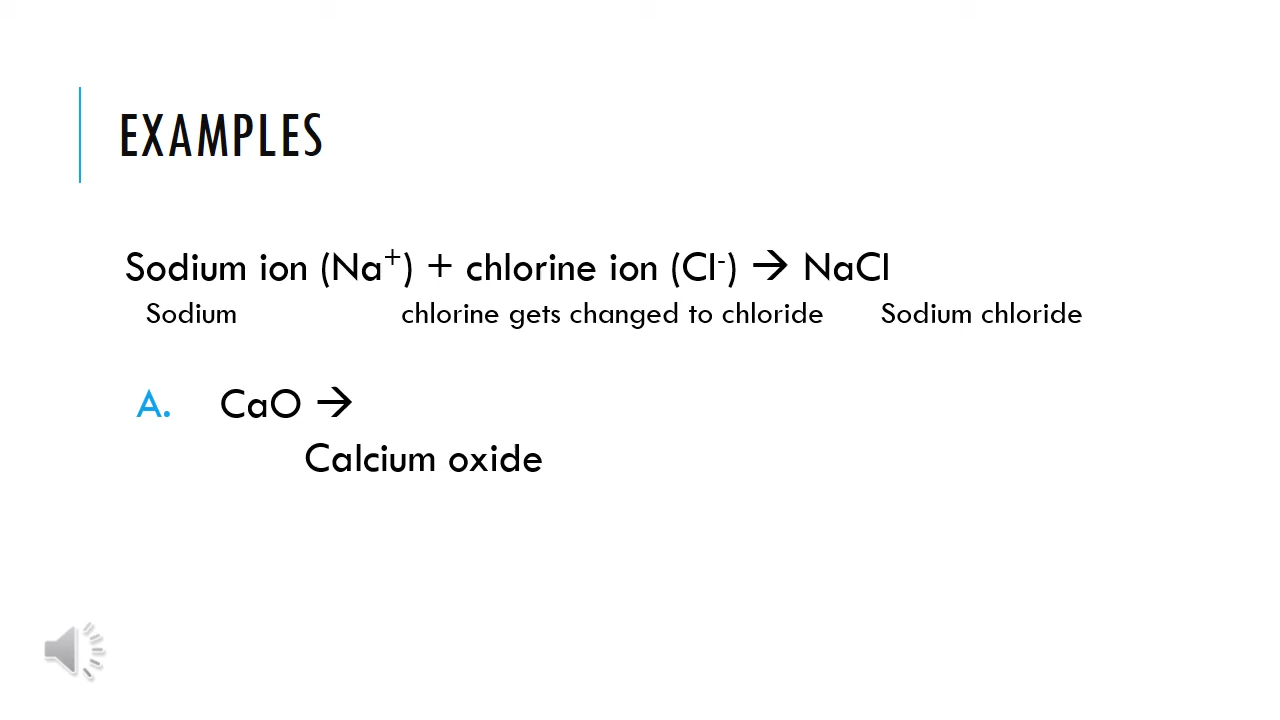 EXAMPLES
Sodium ion (Na⁺) + chlorine ion (Cl⁻) → NaCl
Sodium chlorine gets changed to chloride Sodium chloride
A. CaO →
Calcium oxide